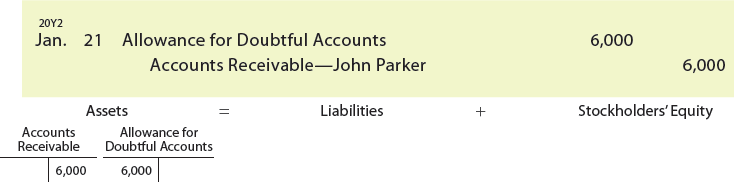 20Y2
Jan. 21 Allowance for Doubtful Accounts 6,000
Accounts Receivable—John Parker 6,000
Assets = Liabilities + Stockholders' Equity
Accounts Receivable Allowance for Doubtful Accounts
6,000 6,000